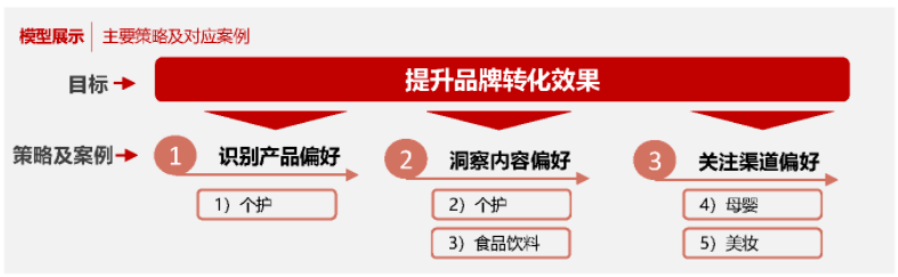 模型展示 主要策略及对应案例
目标
提升品牌转化效果
策略及案例
1 识别产品偏好
2 洞察内容偏好
3 关注渠道偏好
1）个护
2）个护
4）母婴
3）食品饮料
5）美妆